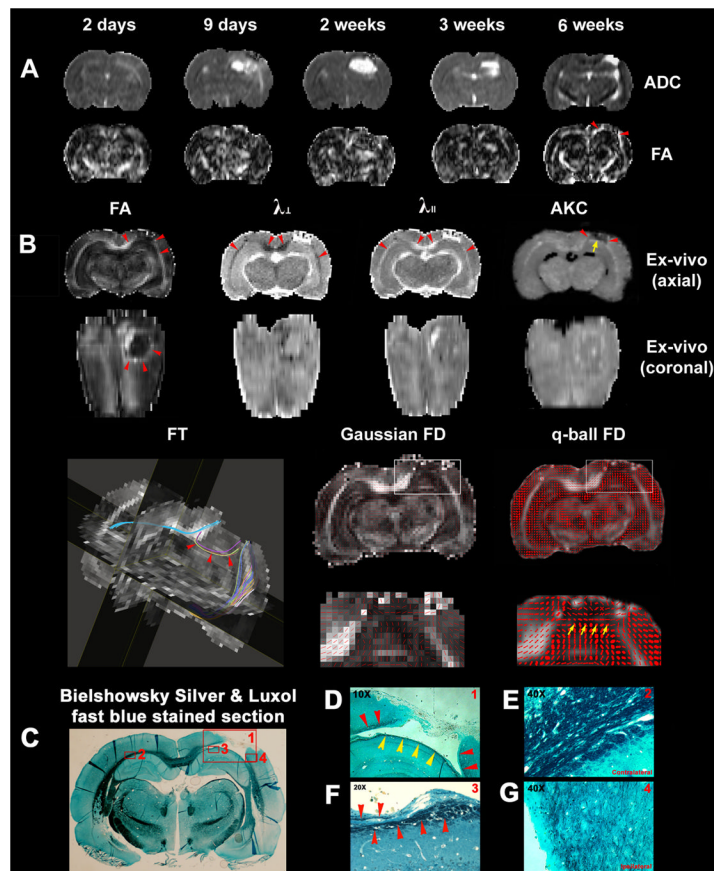 2 days 9 days 2 weeks 3 weeks 6 weeks
A
ADC
FA
FA λ⊥ λ|| AKC
B
Ex-vivo
(axial)
Ex-vivo
(coronal)
FT Gaussian FD q-ball FD
Bielshowsky Silver & Luxol
fast blue stained section
C
1
2
3
4
D
10X
1
E
40X
2
Contralateral
F
20X
3
G
40X
4